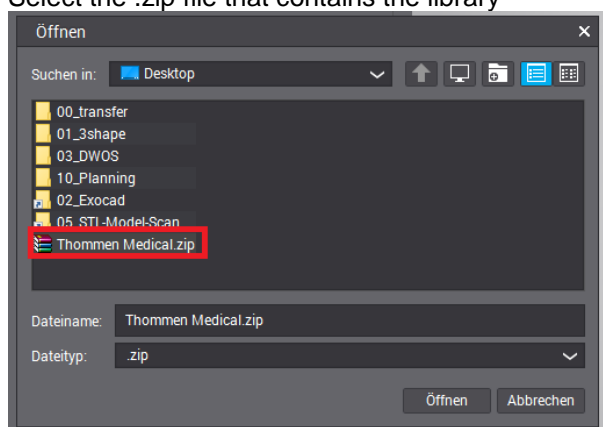 Select the .zip file that contains the library
Öffnen
Suchen in: Desktop
00_transfer
01_3shape
03_DWOS
10_Planning
02_Exocad
05_STL-Model-Scan
Thommen Medical.zip
Dateiname: Thommen Medical.zip
Dateityp: .zip
Öffnen Abbrechen